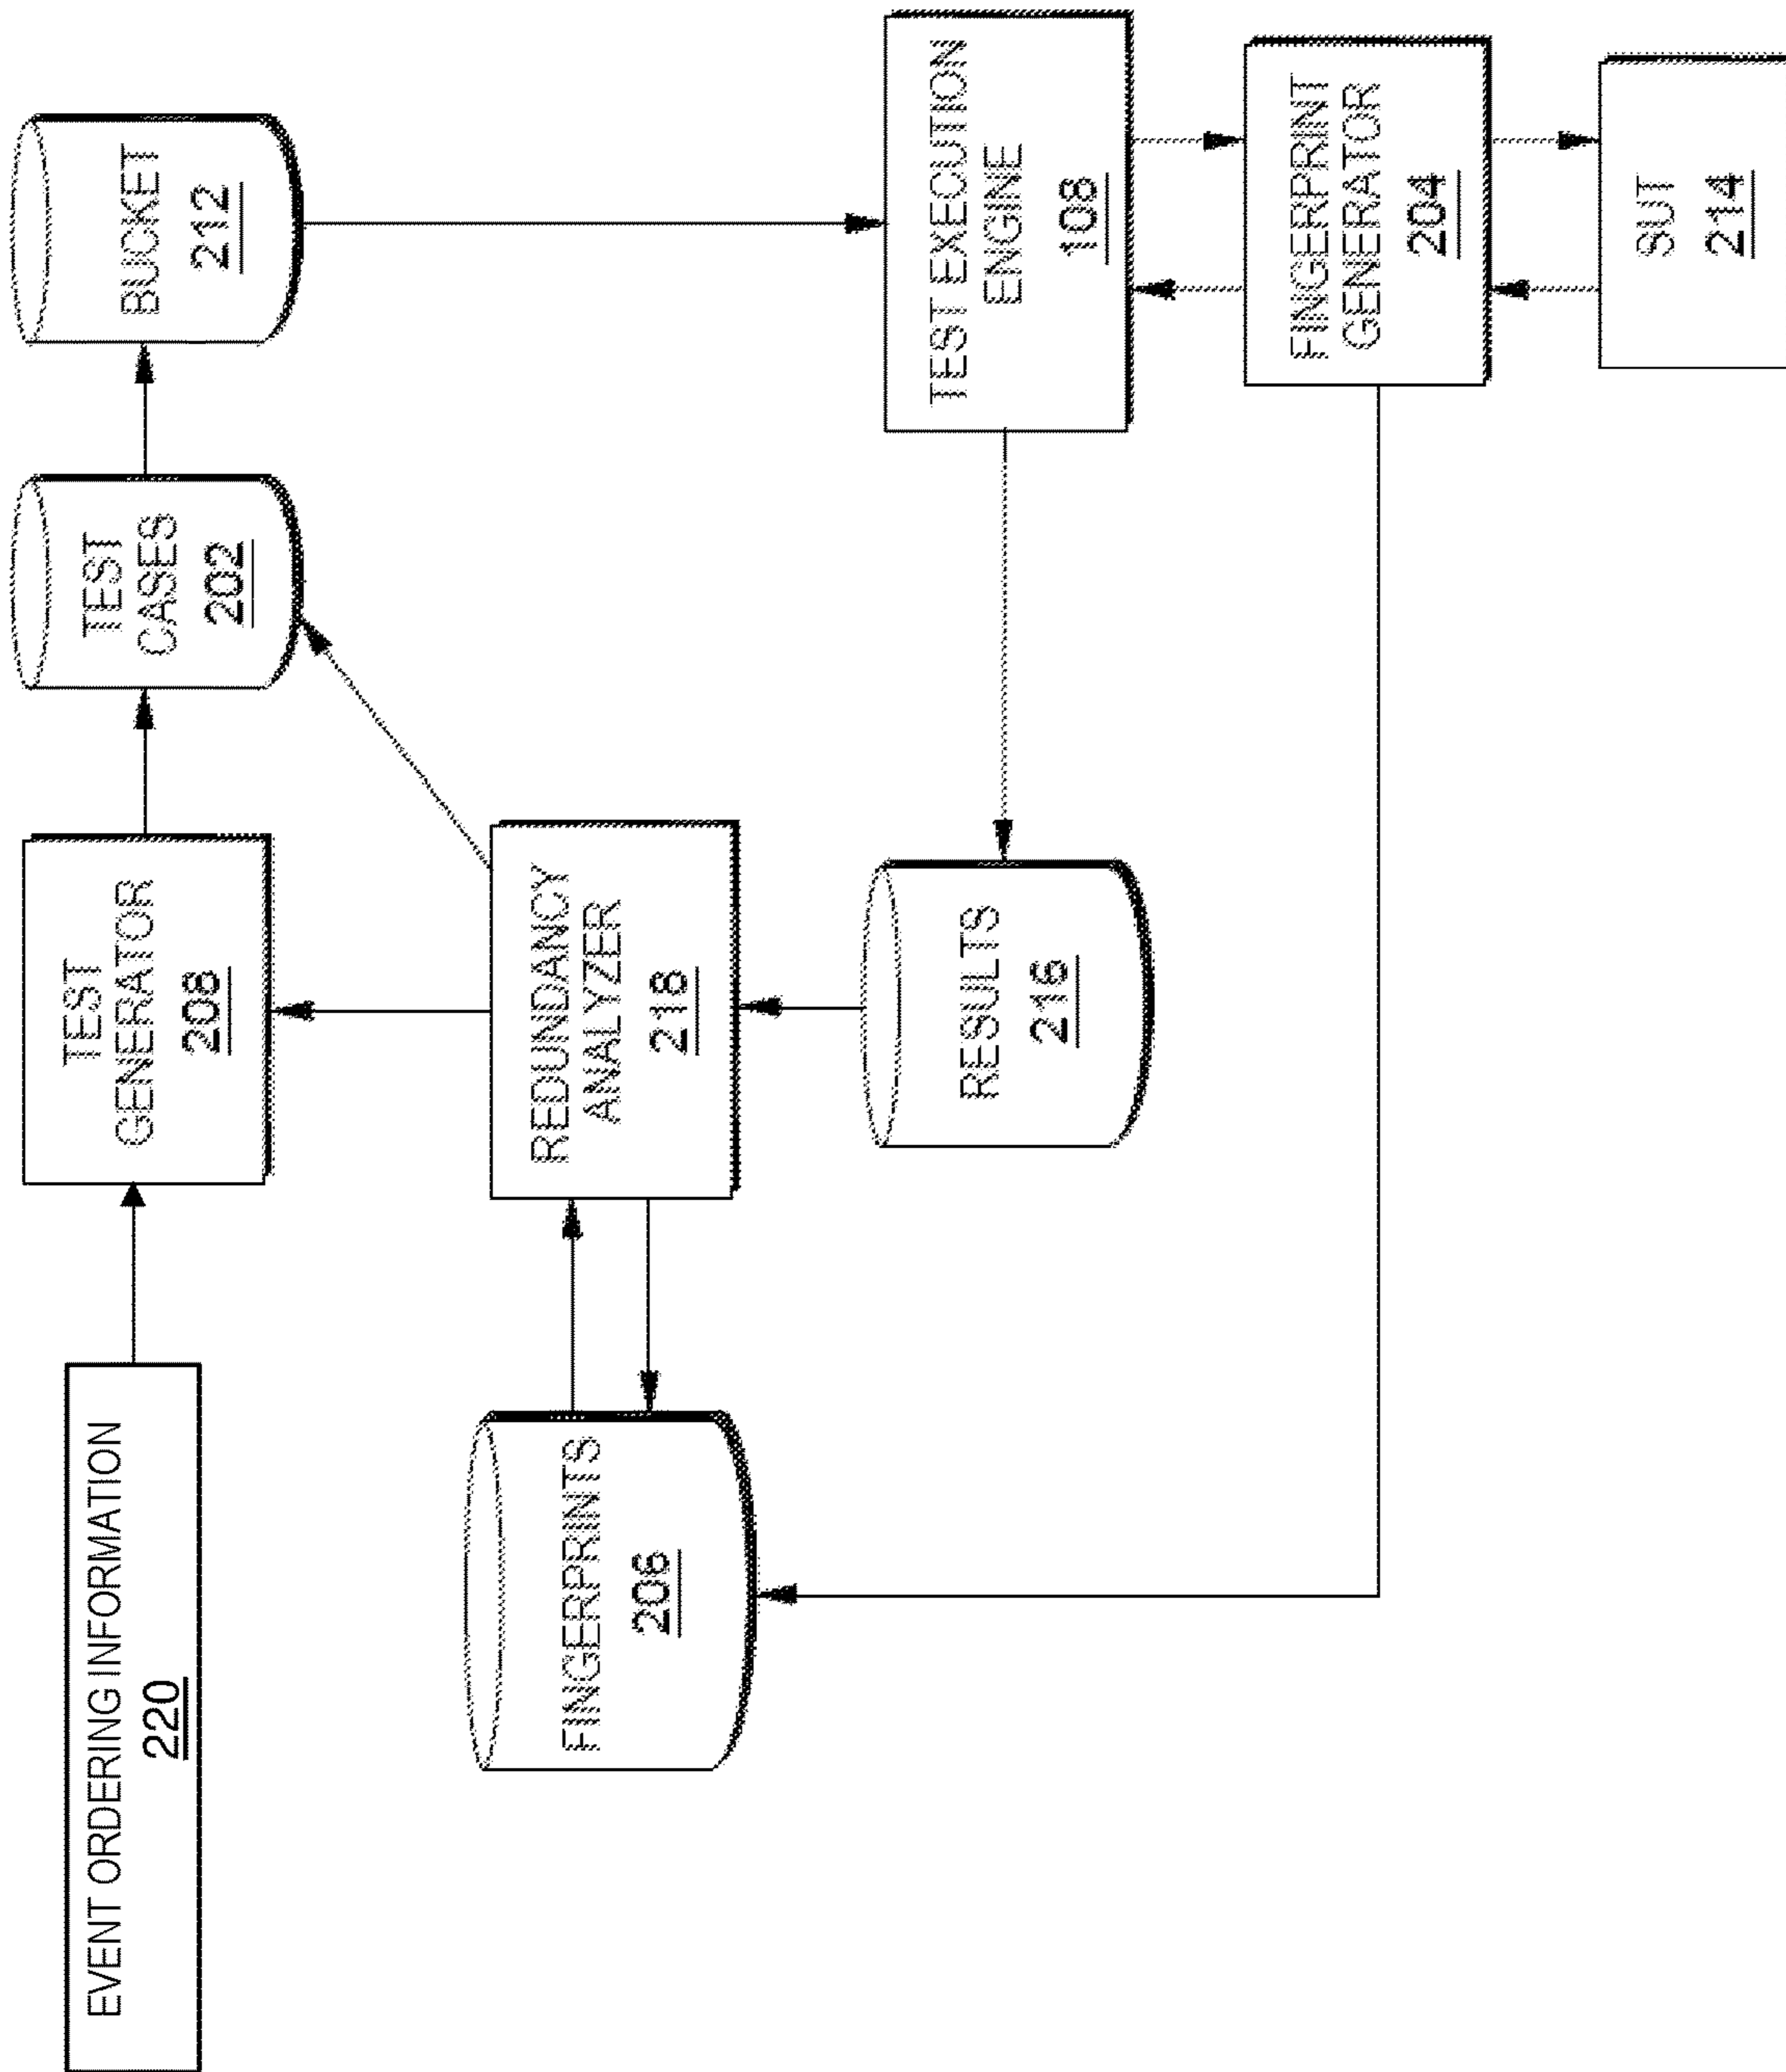 EVENT ORDERING INFORMATION
220
TEST
GENERATOR
208
TEST
CASES
202
BUCKET
212
FINGERPRINTS
206
REDUNDANCY
ANALYZER
218
RESULTS
216
TEST EXECUTION
ENGINE
108
FINGERPRINT
GENERATOR
204
SUT
214